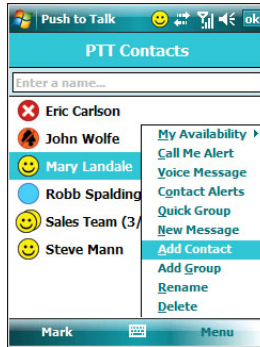 Push to Talk
ok
PTT Contacts
Enter a name...
Eric Carlson
John Wolfe
Mary Landale
Robb Spalding
Sales Team (3/
Steve Mann
My Availability
Call Me Alert
Voice Message
Contact Alerts
Quick Group
New Message
Add Contact
Add Group
Rename
Delete
Mark
Menu